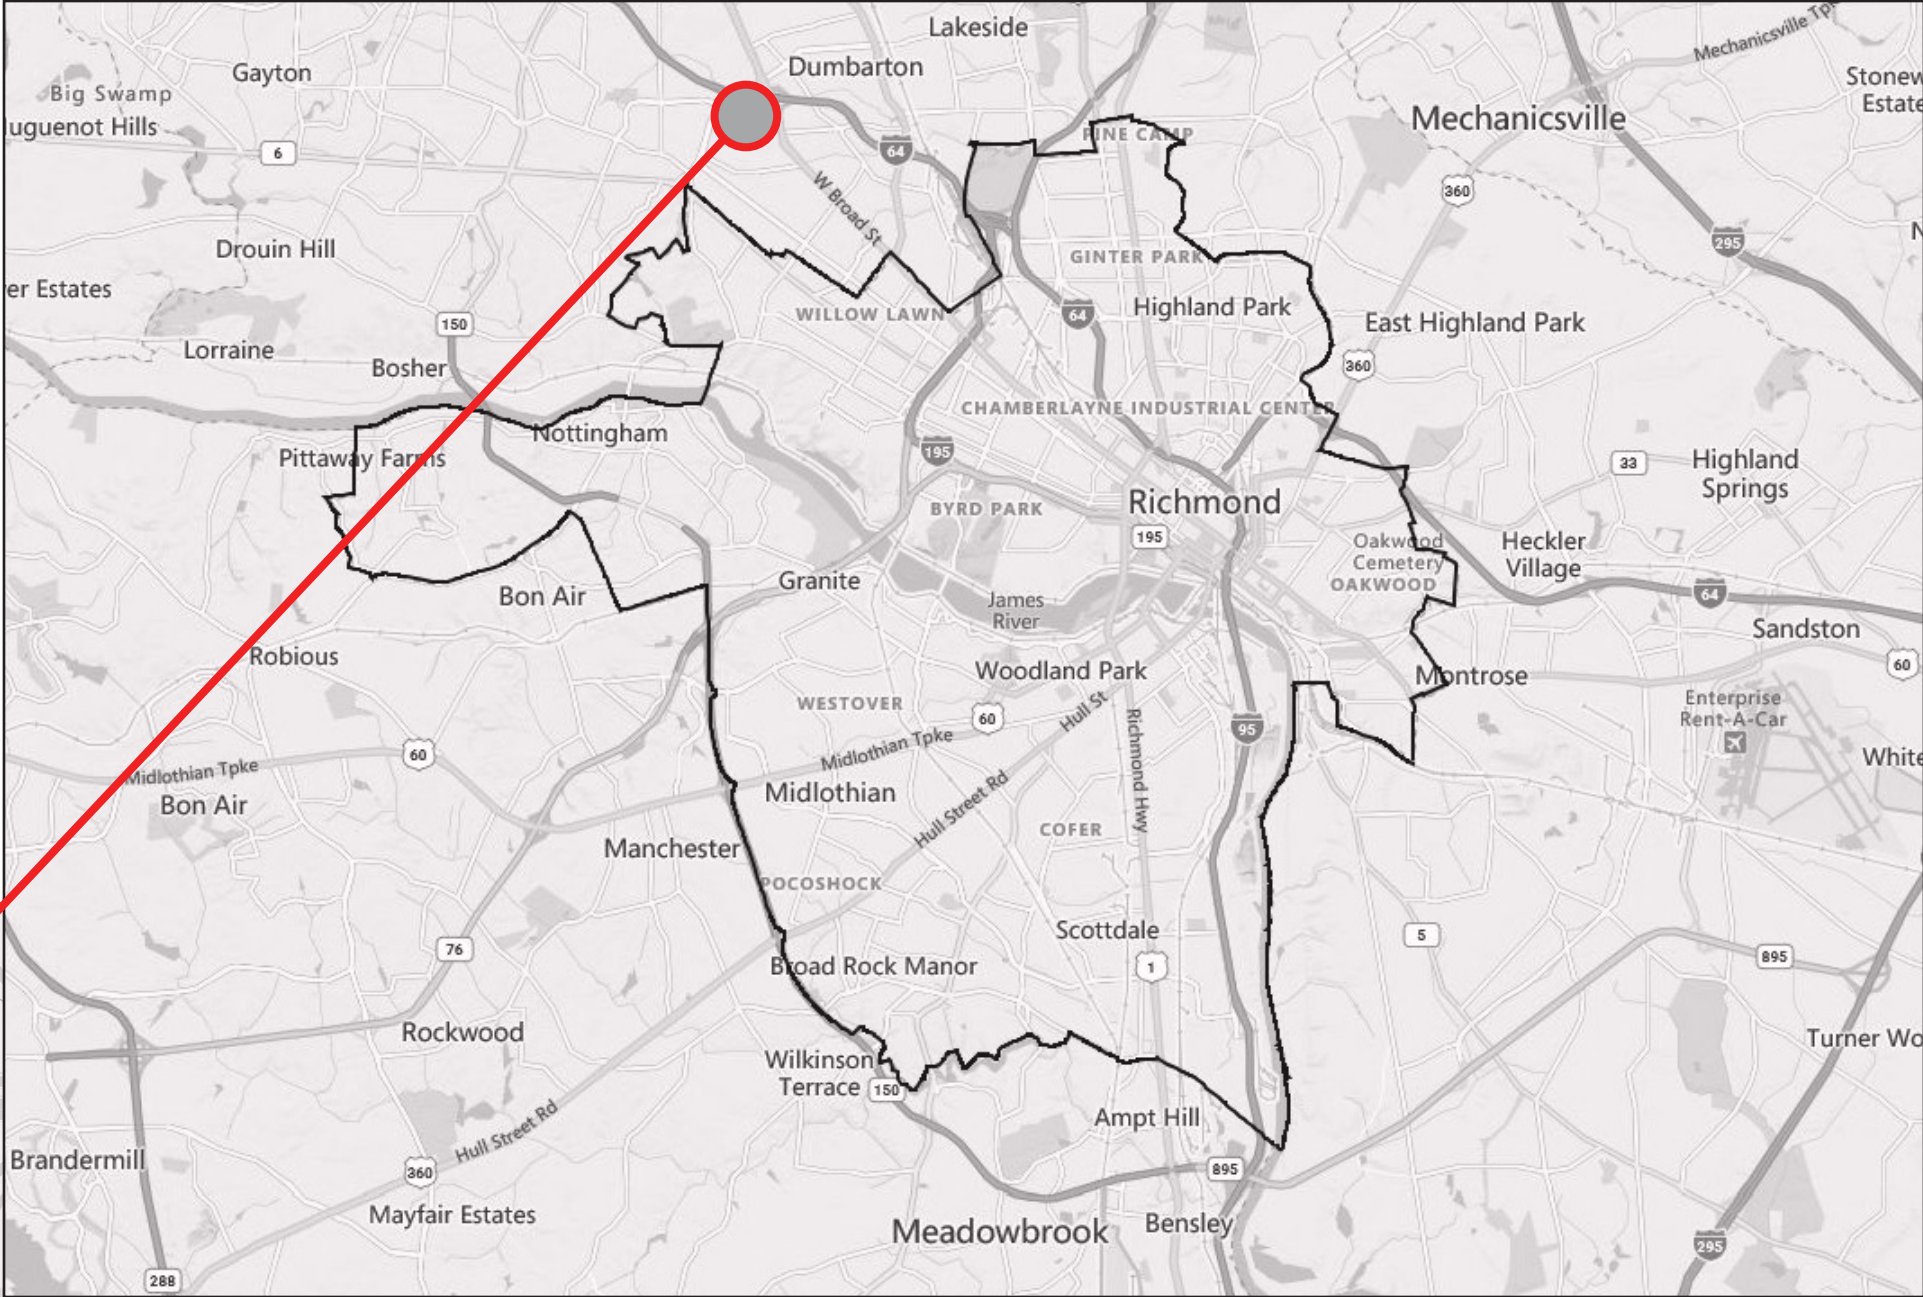 Lakeside
Gayton
Dumbarton
Mechanicsville Tpk
Stonew
Estate
Big Swamp
uguenot Hills
Mechanicsville
PINE CAMP
6
64
360
W Broad St
295
N
Drouin Hill
GINTER PARK
er Estates
Highland Park
WILLOW LAWN
64
East Highland Park
150
Lorraine
Bosher
360
CHAMBERLAYNE INDUSTRIAL CENTER
Nottingham
Pittaway Farms
195
33
Highland
Springs
Richmond
BYRD PARK
195
Oakwood
Cemetery
OAKWOOD
Heckler
Village
Granite
Bon Air
James
River
64
Sandston
Robious
Woodland Park
Montrose
60
WESTOVER
60
Hull St
Richmond Hwy
95
Enterprise
Rent-A-Car
Midlothian Tpke
60
Midlothian Tpke
White
Bon Air
Midlothian
Hull Street Rd
COFER
Manchester
POCOSHOCK
Scottdale
5
76
895
Broad Rock Manor
1
Rockwood
Turner Wo
Wilkinson
Terrace
150
Ampt Hill
Hull Street Rd
Brandermill
360
895
Mayfair Estates
Meadowbrook
Bensley
295
288